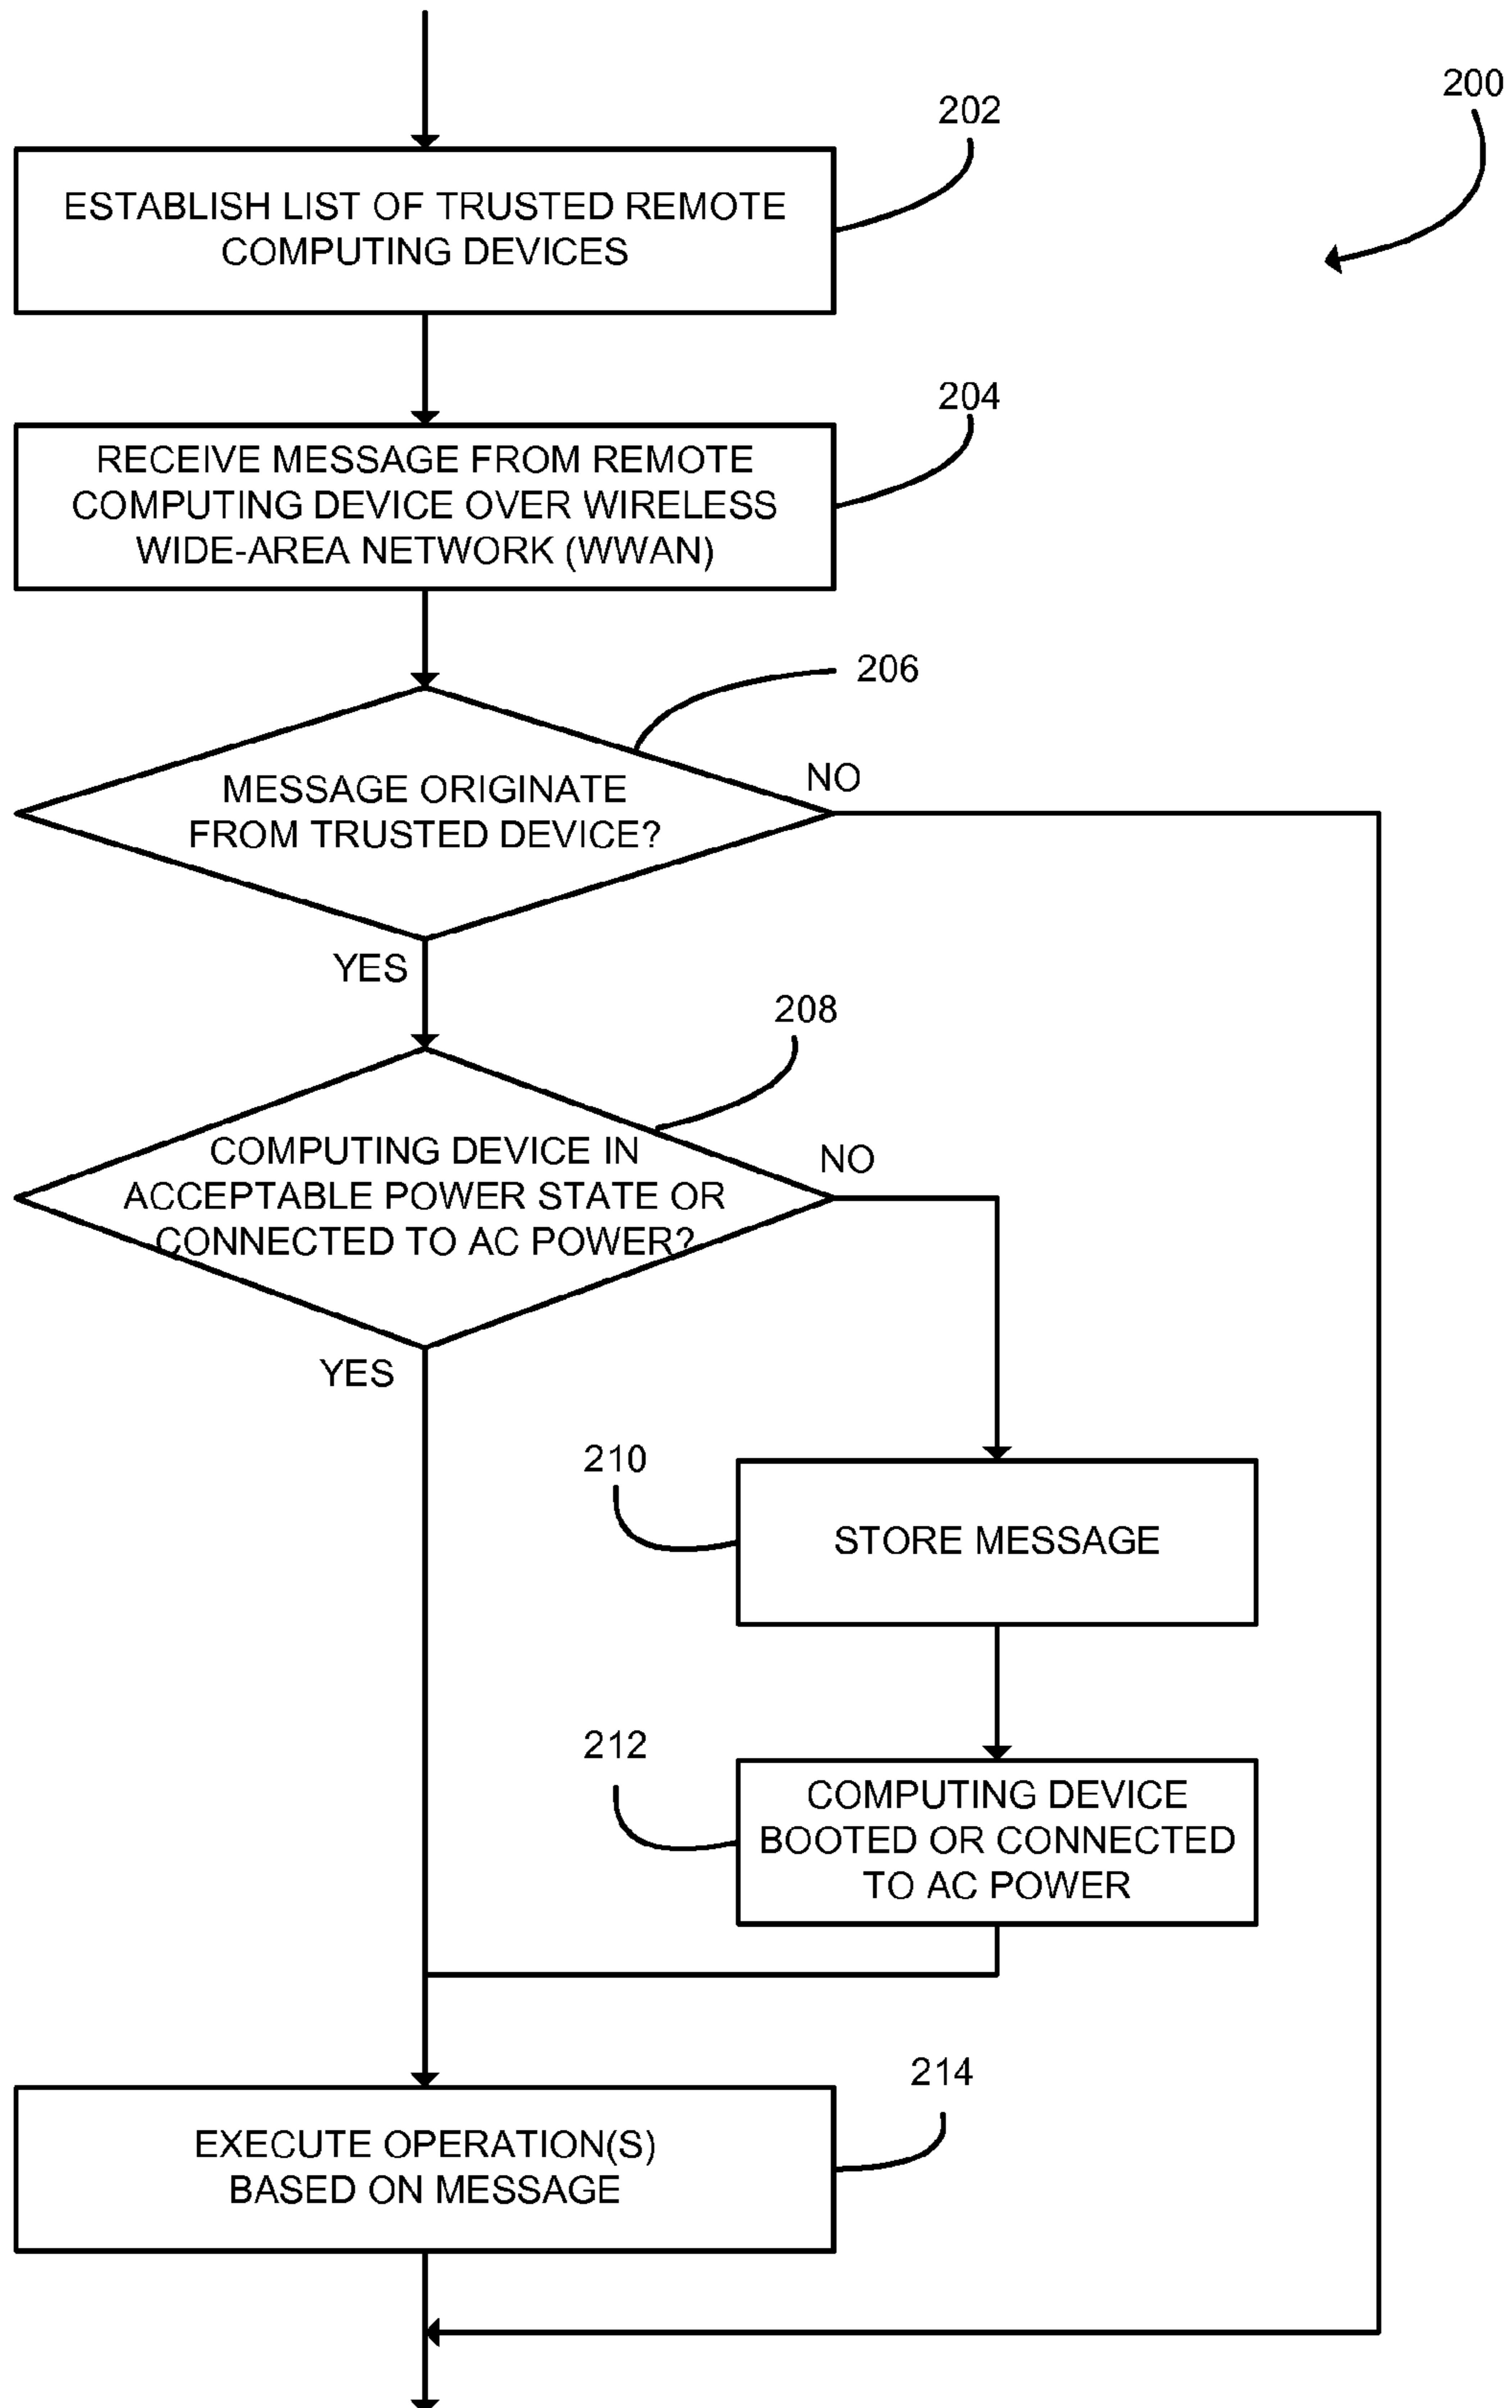 200
202
ESTABLISH LIST OF TRUSTED REMOTE
COMPUTING DEVICES
204
RECEIVE MESSAGE FROM REMOTE
COMPUTING DEVICE OVER WIRELESS
WIDE-AREA NETWORK (WWAN)
206
MESSAGE ORIGINATE
FROM TRUSTED DEVICE?
NO
YES
208
COMPUTING DEVICE IN
ACCEPTABLE POWER STATE OR
CONNECTED TO AC POWER?
NO
YES
210
STORE MESSAGE
212
COMPUTING DEVICE
BOOTED OR CONNECTED
TO AC POWER
214
EXECUTE OPERATION(S)
BASED ON MESSAGE